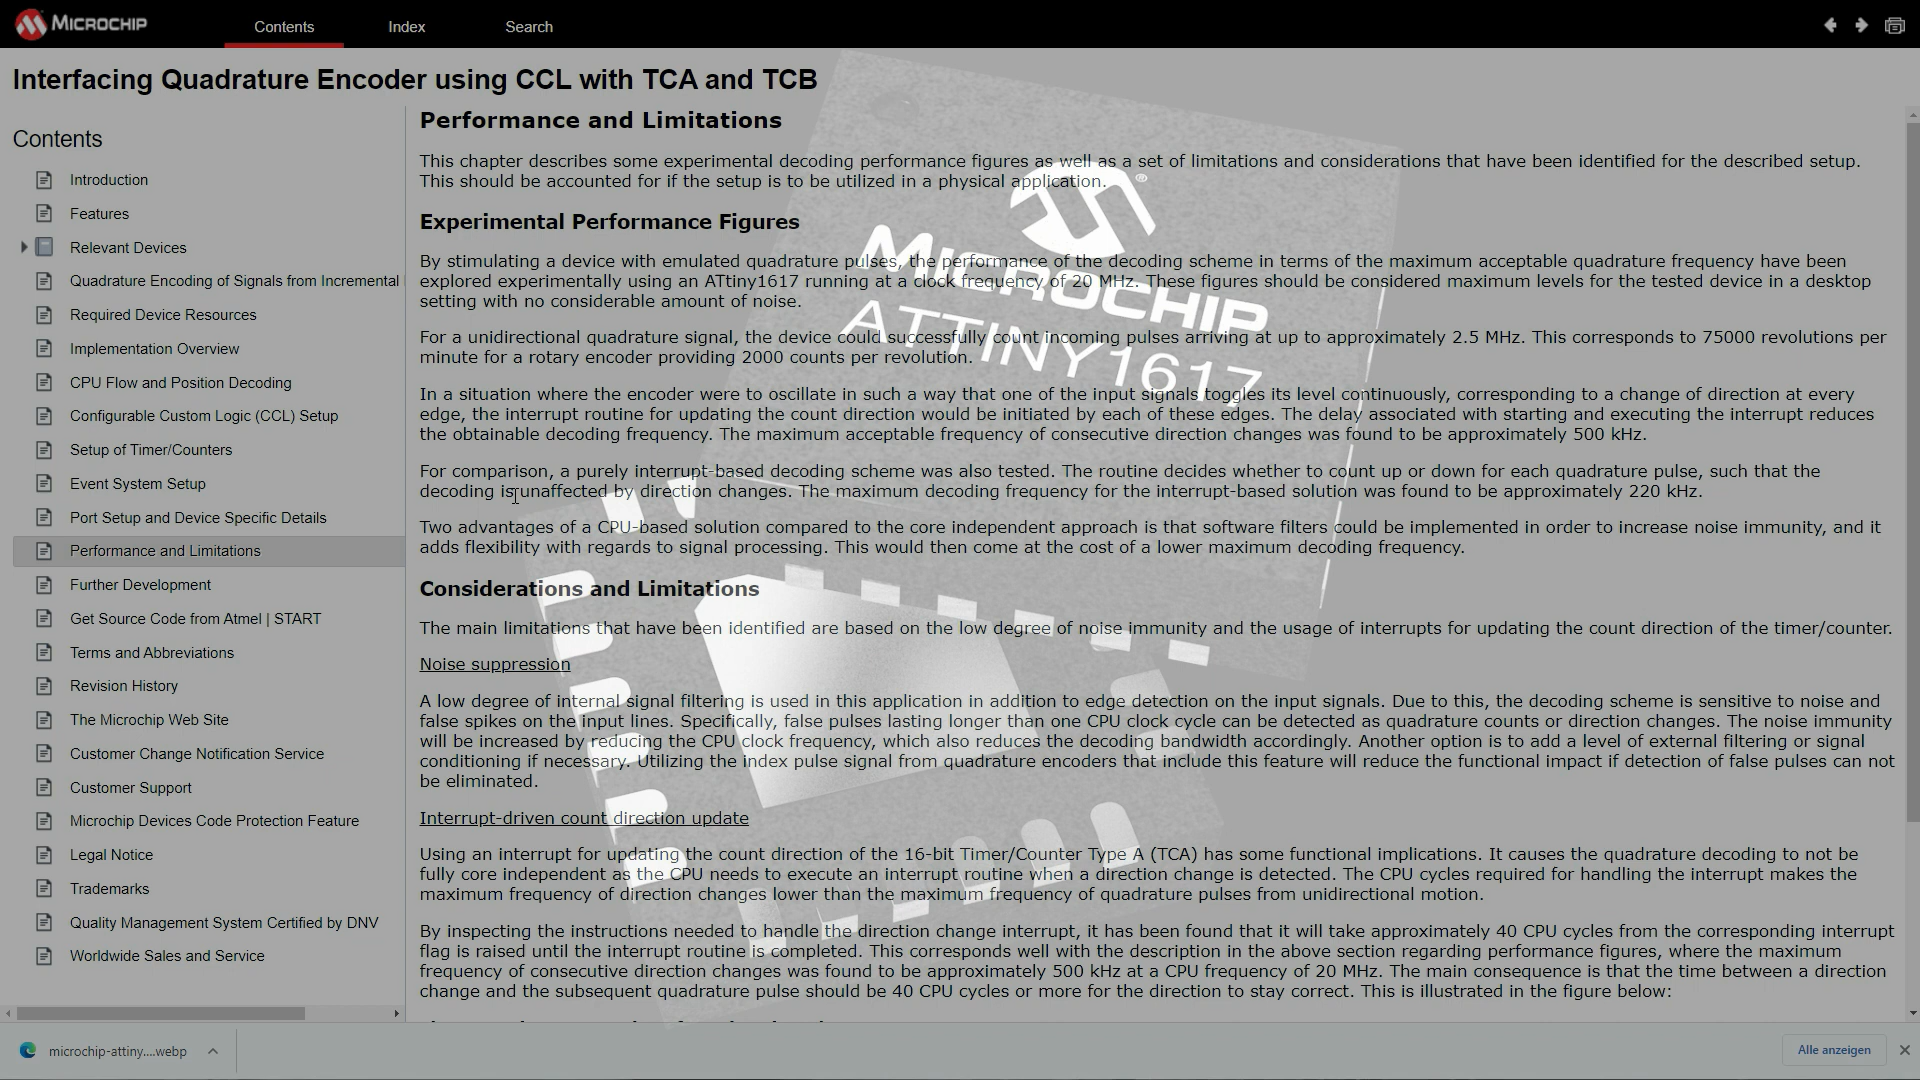 MICROCHIP
Contents
Index
Search
Interfacing Quadrature Encoder using CCL with TCA and TCB
Contents
Introduction
Features
Relevant Devices
Quadrature Encoding of Signals from Incremental
Required Device Resources
Implementation Overview
CPU Flow and Position Decoding
Configurable Custom Logic (CCL) Setup
Setup of Timer/Counters
Event System Setup
Port Setup and Device Specific Details
Performance and Limitations
Further Development
Get Source Code from Atmel | START
Terms and Abbreviations
Revision History
The Microchip Web Site
Customer Change Notification Service
Customer Support
Microchip Devices Code Protection Feature
Legal Notice
Trademarks
Quality Management System Certified by DNV
Worldwide Sales and Service
Performance and Limitations
This chapter describes some experimental decoding performance figures as well as a set of limitations and considerations that have been identified for the described setup.
This should be accounted for if the setup is to be utilized in a physical application.
Experimental Performance Figures
By stimulating a device with emulated quadrature pulses, the performance of the decoding scheme in terms of the maximum acceptable quadrature frequency have been
explored experimentally using an ATtiny1617 running at a clock frequency of 20 MHz. These figures should be considered maximum levels for the tested device in a desktop
setting with no considerable amount of noise.
For a unidirectional quadrature signal, the device could successfully count incoming pulses arriving at up to approximately 2.5 MHz. This corresponds to 75000 revolutions per
minute for a rotary encoder providing 2000 counts per revolution.
In a situation where the encoder were to oscillate in such a way that one of the input signals toggles its level continuously, corresponding to a change of direction at every
edge, the interrupt routine for updating the count direction would be initiated by each of these edges. The delay associated with starting and executing the interrupt reduces
the obtainable decoding frequency. The maximum acceptable frequency of consecutive direction changes was found to be approximately 500 kHz.
For comparison, a purely interrupt-based decoding scheme was also tested. The routine decides whether to count up or down for each quadrature pulse, such that the
decoding is unaffected by direction changes. The maximum decoding frequency for the interrupt-based solution was found to be approximately 220 kHz.
Two advantages of a CPU-based solution compared to the core independent approach is that software filters could be implemented in order to increase noise immunity, and it
adds flexibility with regards to signal processing. This would then come at the cost of a lower maximum decoding frequency.
Considerations and Limitations
The main limitations that have been identified are based on the low degree of noise immunity and the usage of interrupts for updating the count direction of the timer/counter.
Noise suppression
A low degree of internal signal filtering is used in this application in addition to edge detection on the input signals. Due to this, the decoding scheme is sensitive to noise and
false spikes on the input lines. Specifically, false pulses lasting longer than one CPU clock cycle can be detected as quadrature counts or direction changes. The noise immunity
will be increased by reducing the CPU clock frequency, which also reduces the decoding bandwidth accordingly. Another option is to add a level of external filtering or signal
conditioning if necessary. Utilizing the index pulse signal from quadrature encoders that include this feature will reduce the functional impact if detection of false pulses can not
be eliminated.
Interrupt-driven count direction update
Using an interrupt for updating the count direction of the 16-bit Timer/Counter Type A (TCA) has some functional implications. It causes the quadrature decoding to not be
fully core independent as the CPU needs to execute an interrupt routine when a direction change is detected. The CPU cycles required for handling the interrupt makes the
maximum frequency of direction changes lower than the maximum frequency of quadrature pulses from unidirectional motion.
By inspecting the instructions needed to handle the direction change interrupt, it has been found that it will take approximately 40 CPU cycles from the corresponding interrupt
flag is raised until the interrupt routine is completed. This corresponds well with the description in the above section regarding performance figures, where the maximum
frequency of consecutive direction changes was found to be approximately 500 kHz at a CPU frequency of 20 MHz. The main consequence is that the time between a direction
change and the subsequent quadrature pulse should be 40 CPU cycles or more for the direction to stay correct. This is illustrated in the figure below:
®
MICROCHIP
ATTINY1617
microchip-attiny....webp
Alle anzeigen